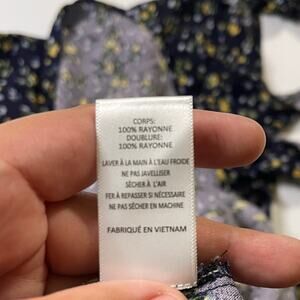 CORPS:
100% RAYONNE
DOUBLURE:
100% RAYONNE
LAVER À LA MAIN À L'EAU FROIDE
NE PAS JAVELLISER
SÈCHER À L'AIR
FER À REPASSER SI NÉCESSAIRE
NE PAS SÉCHER EN MACHINE
FABRIQUÉ EN VIETNAM